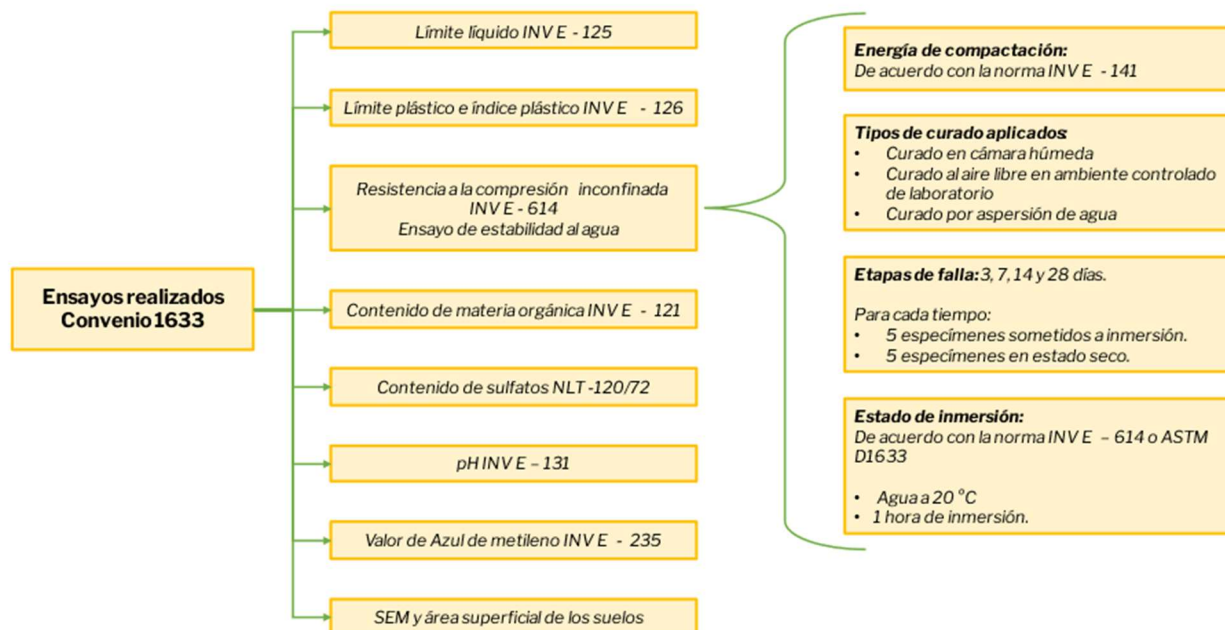 Ensayos realizados
Convenio 1633
Límite líquido INV E - 125
Límite plástico e índice plástico INV E - 126
Resistencia a la compresión inconfinada
INV E - 614
Ensayo de estabilidad al agua
Contenido de materia orgánica INV E - 121
Contenido de sulfatos NLT -120/72
pH INV E – 131
Valor de Azul de metileno INV E - 235
SEM y área superficial de los suelos
Energía de compactación:
De acuerdo con la norma INV E - 141
Tipos de curado aplicados:
• Curado en cámara húmeda
• Curado al aire libre en ambiente controlado
de laboratorio
• Curado por aspersión de agua
Etapas de falla: 3, 7, 14 y 28 días.
Para cada tiempo:
• 5 especímenes sometidos a inmersión.
• 5 especímenes en estado seco.
Estado de inmersión:
De acuerdo con la norma INV E – 614 o ASTM
D1633
• Agua a 20 °C
• 1 hora de inmersión.